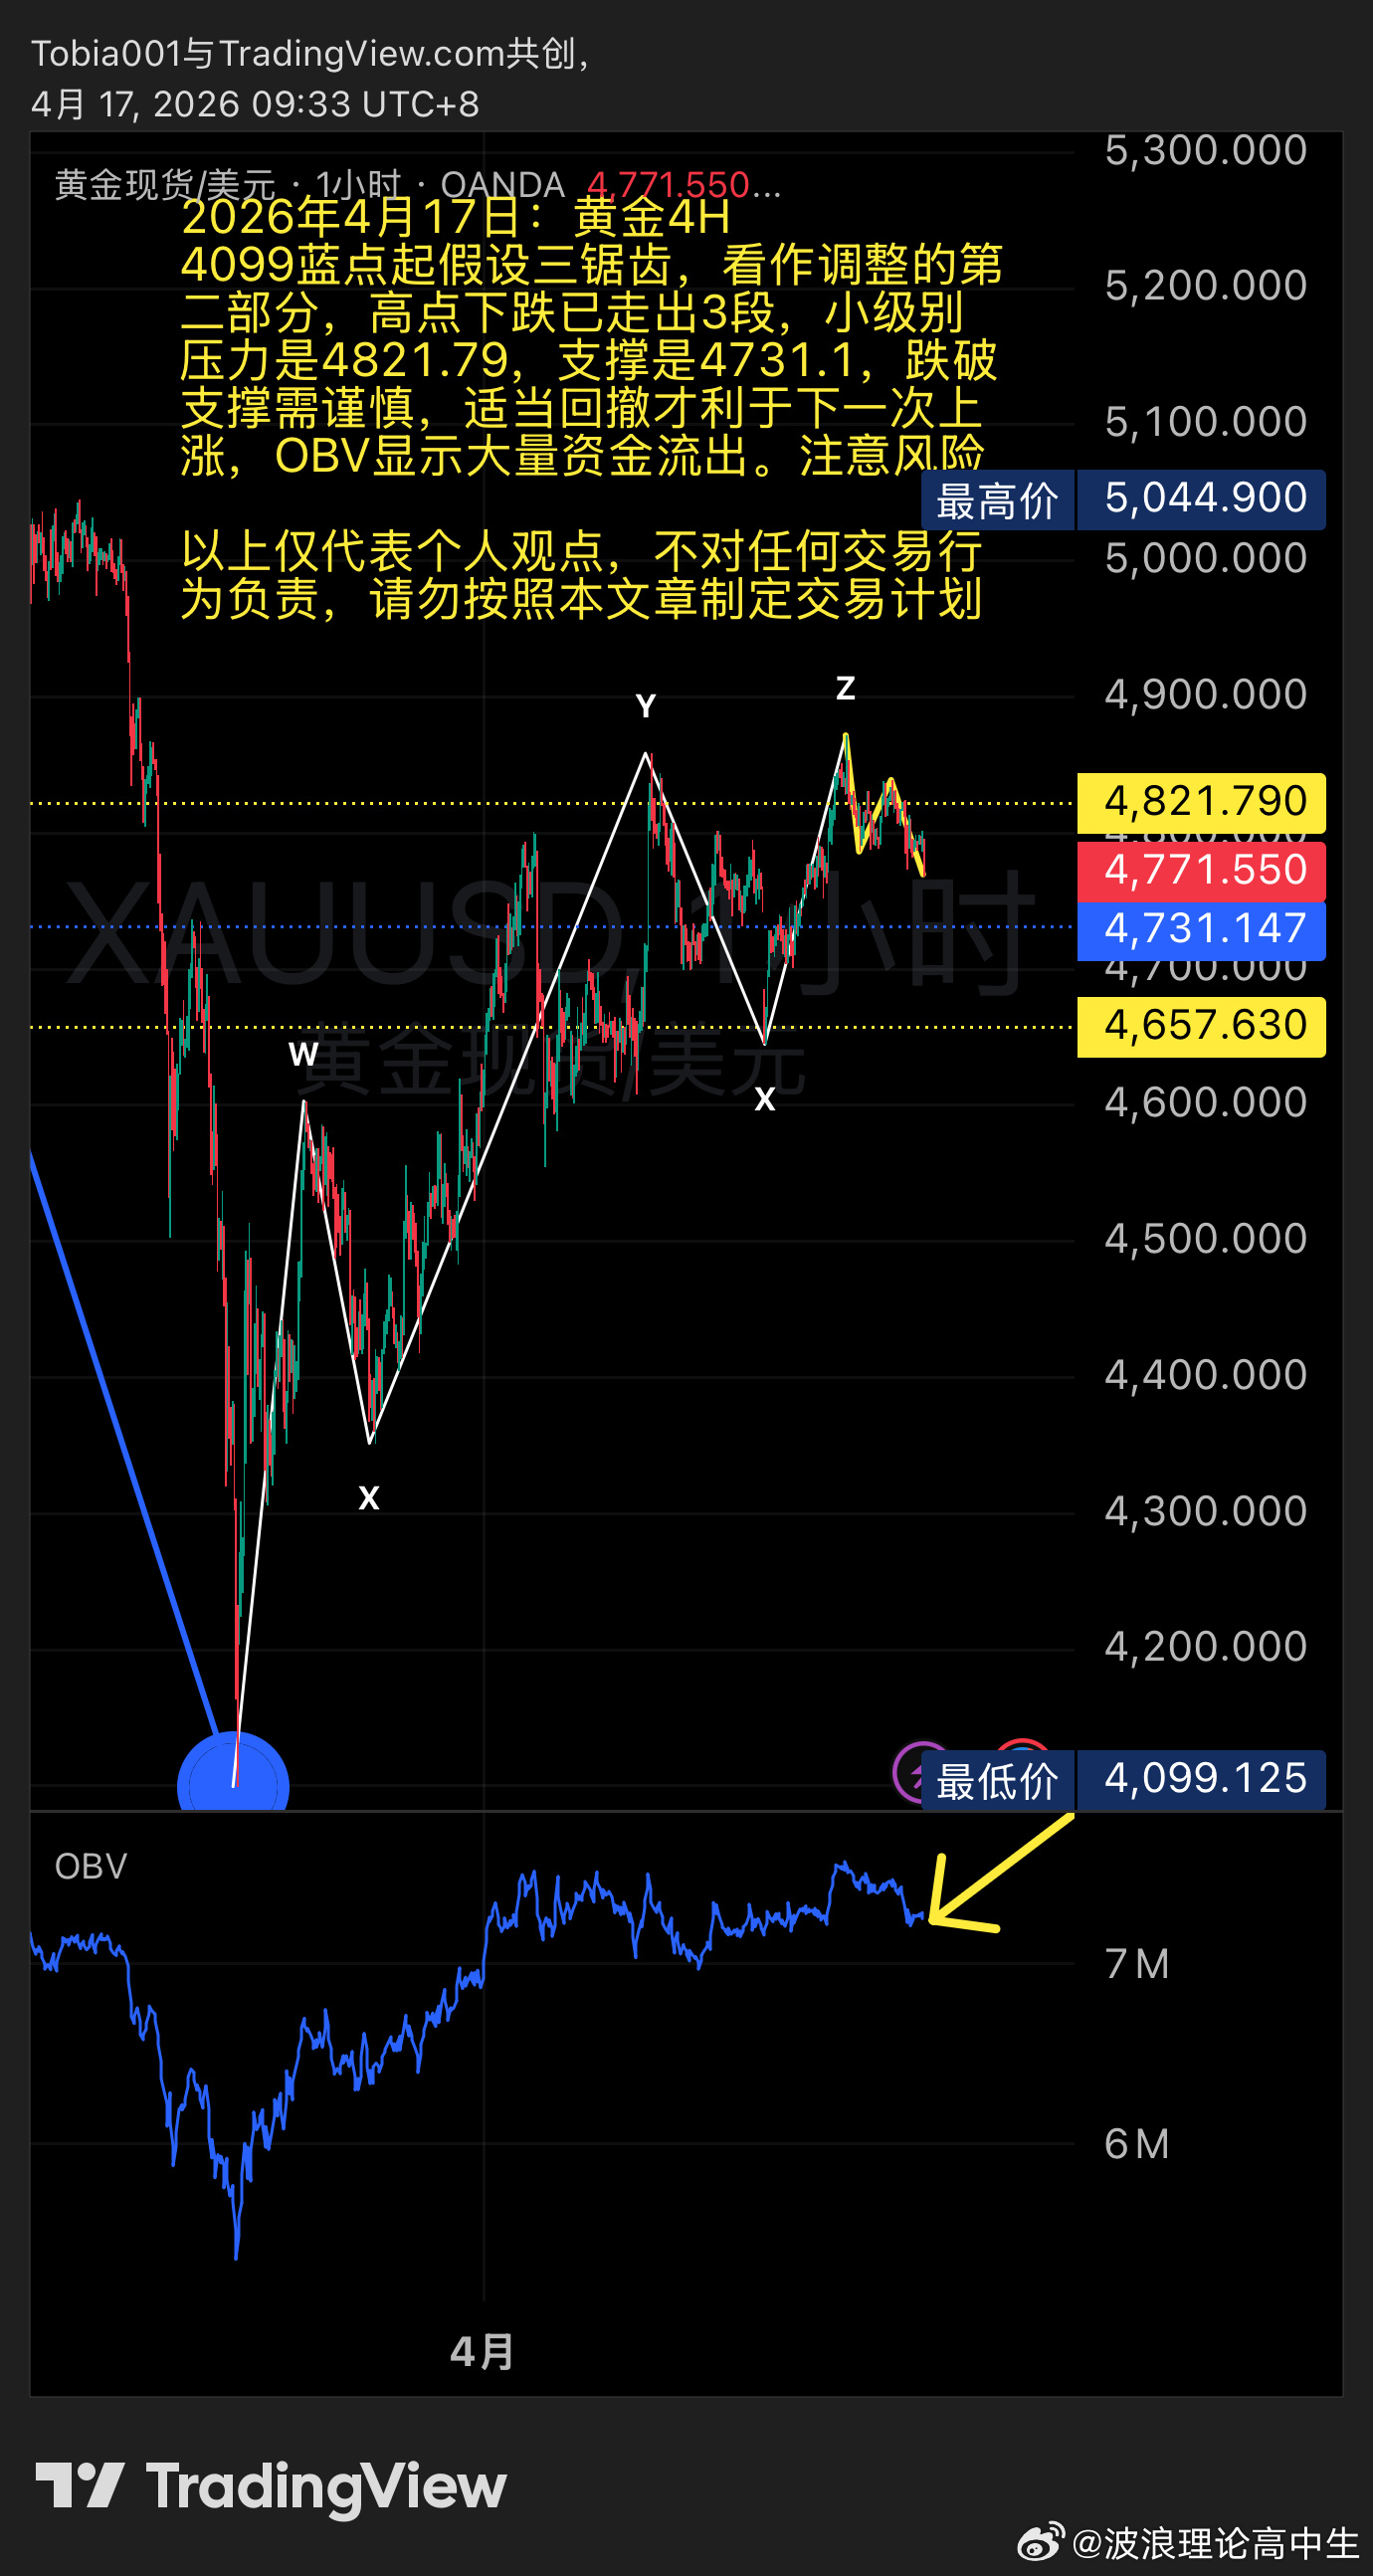 Tobia001与TradingView.com共创，
4月 17, 2026 09:33 UTC+8
黄金现货/美元 · 1小时 · OANDA 4,771.550...
2026年4月17日：黄金4H
4099蓝点起假设三锯齿，看作调整的第
二部分，高点下跌已走出3段，小级别
压力是4821.79，支撑是4731.1，跌破
支撑需谨慎，适当回撤才利于下一次上
涨，OBV显示大量资金流出。注意风险
以上仅代表个人观点，不对任何交易行
为负责，请勿按照本文章制定交易计划
5,300.000
5,200.000
5,100.000
最高价 5,044.900
5,000.000
4,900.000
4,821.790
4,800.000
4,771.550
4,731.147
4,700.000
4,657.630
4,600.000
4,500.000
4,400.000
4,300.000
4,200.000
最低价 4,099.125
XAUUSD, 1小时
黄金现货/美元
W
X
Y
X
Z
OBV
7 M
6 M
4月
TradingView
@波浪理论高中生